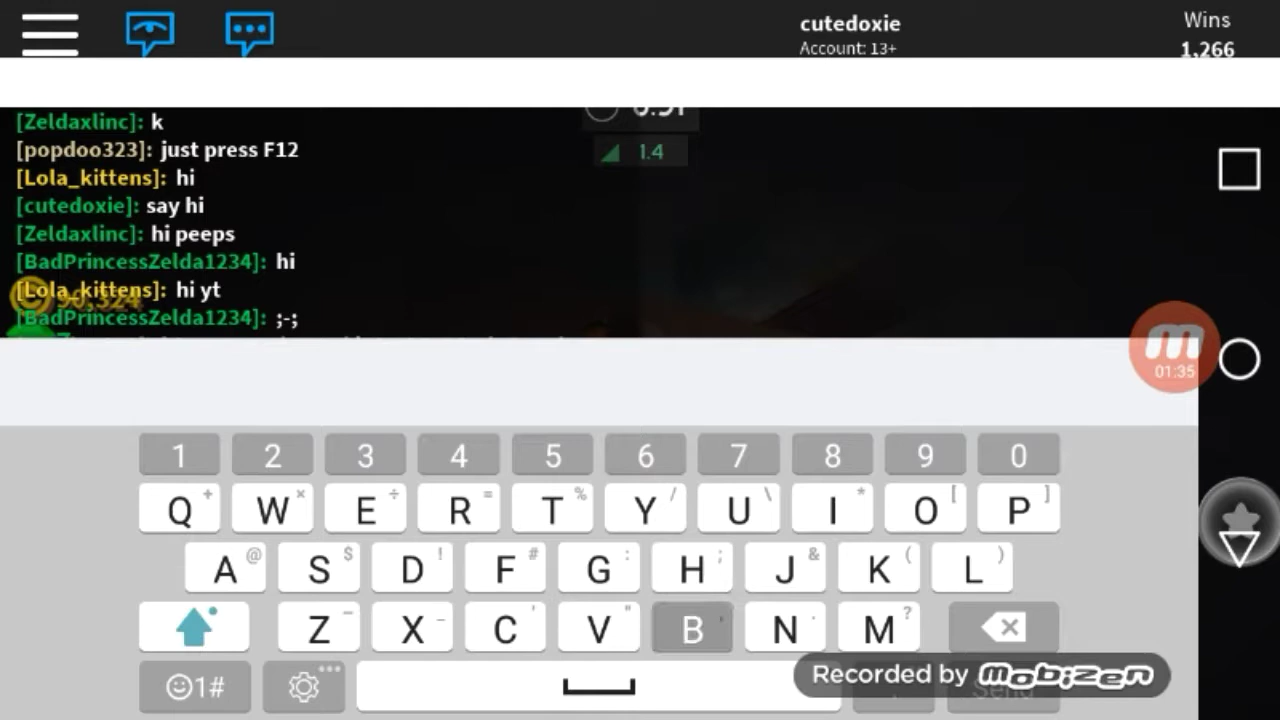 cutedoxie
Account: 13+
Wins
1,266
[Zeldaxlinc]: k
[popdoo323]: just press F12
[Lola_kittens]: hi
[cutedoxie]: say hi
[Zeldaxlinc]: hi peeps
[BadPrincessZelda1234]: hi
[Lola_kittens]: hi yt
[BadPrincessZelda1234]: ;-;
1.4
01:35
1 2 3 4 5 6 7 8 9 0
Q + W × E ÷ R = T % Y / U \ I * O [ P ]
A @ S $ D ! F # G : H ; J & K ( L )
Z - X _ C ' V " B , N . M ?
1#
Recorded by mobizen
Send